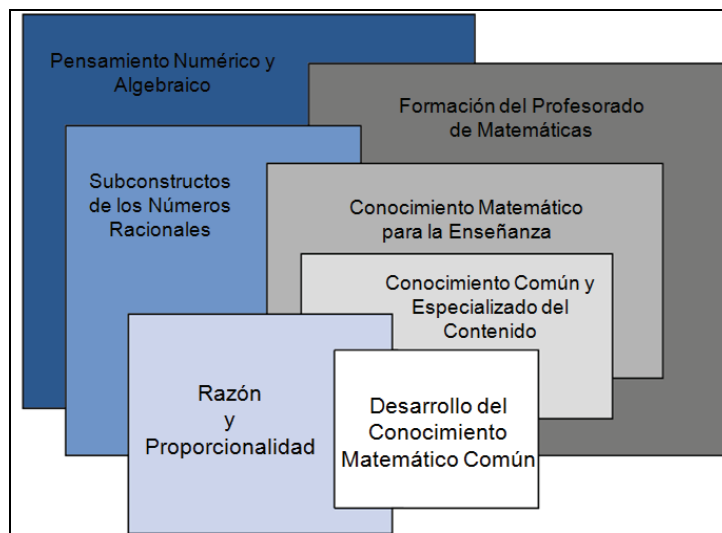 Pensamiento Numérico y
Algebraico
Formación del Profesorado
de Matemáticas
Subconstructos
de los Números
Racionales
Conocimiento Matemático
para la Enseñanza
Conocimiento Común y
Especializado del
Contenido
Razón
y
Proporcionalidad
Desarrollo del
Conocimiento
Matemático Común